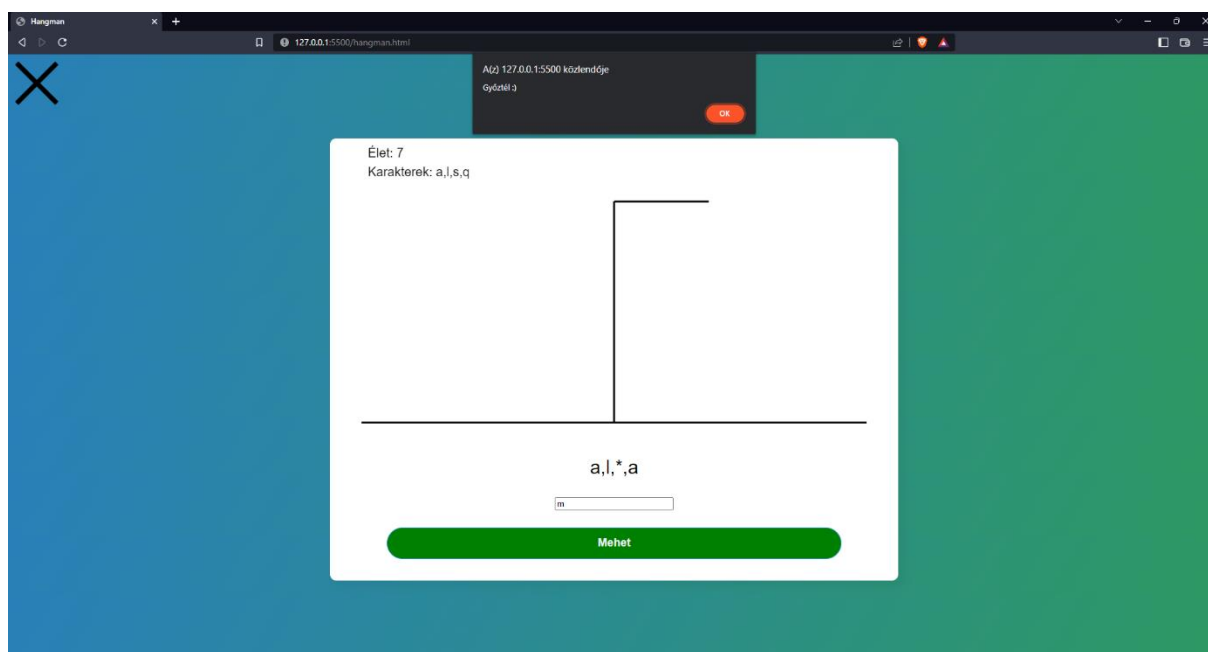 Hangman
127.0.0.1:5500/hangman.html
A(z) 127.0.0.1:5500 közlendője
Győztél :)
OK
Élet: 7
Karakterek: a,l,s,q
a,l,*,a
m
Mehet